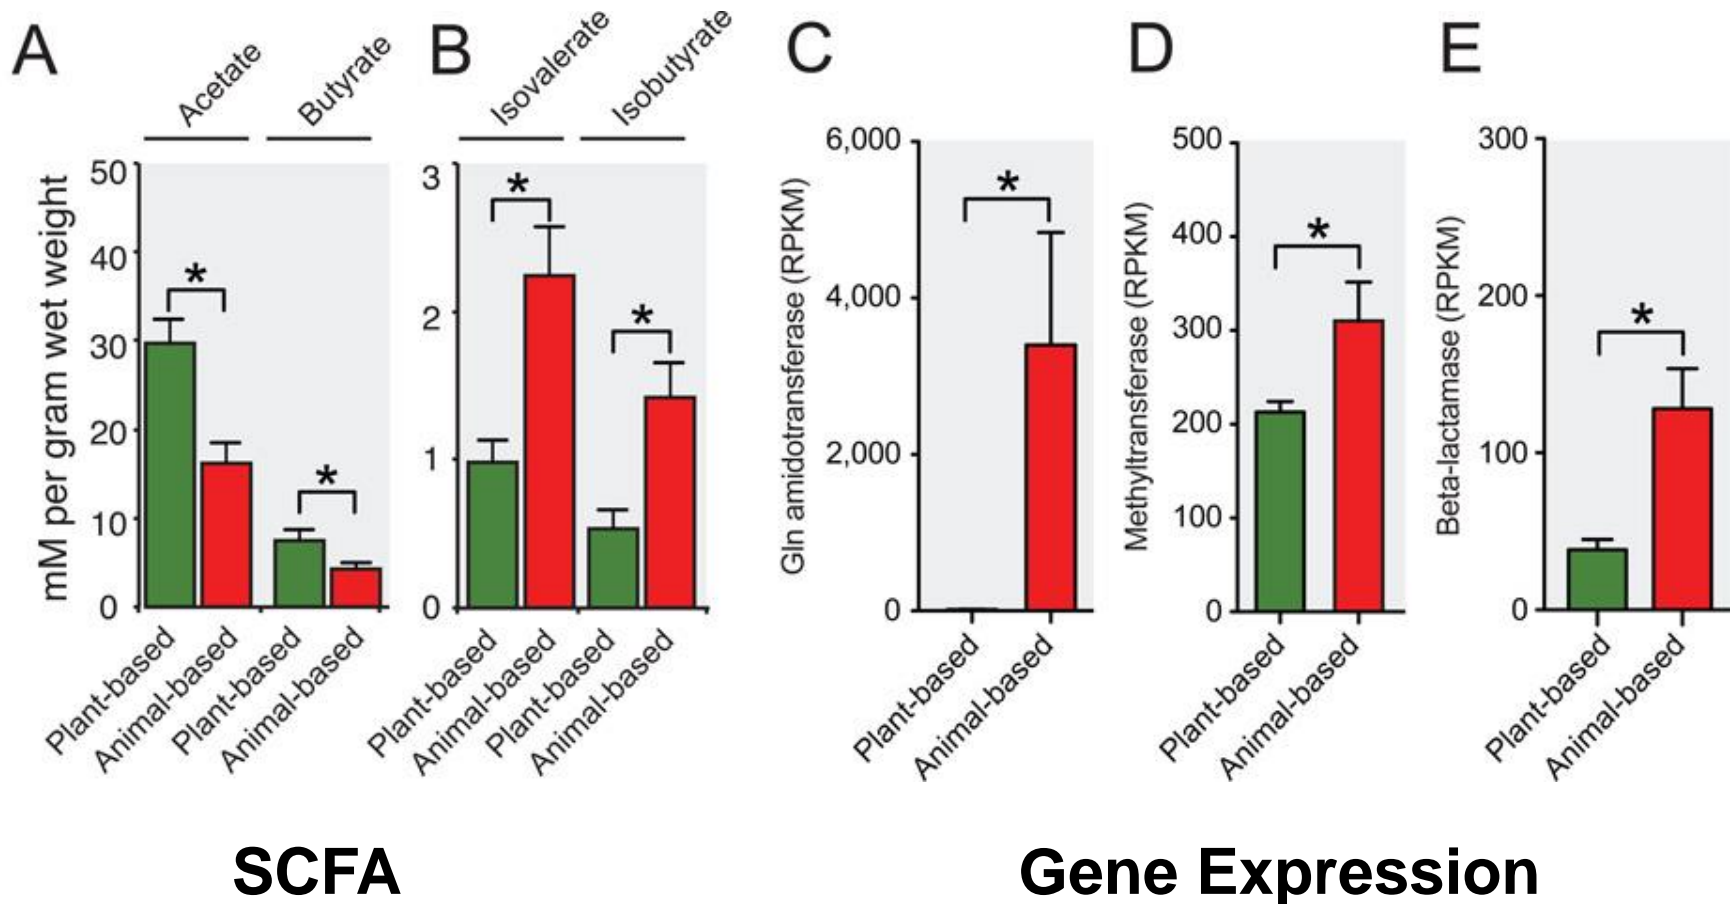 A
Acetate
Butyrate
mM per gram wet weight
50
40
30
20
10
0
*
*
Plant-based
Animal-based
Plant-based
Animal-based
B
Isovalerate
Isobutyrate
3
2
1
0
*
*
Plant-based
Animal-based
Plant-based
Animal-based
SCFA
C
Gln amidotransferase (RPKM)
6,000
4,000
2,000
0
*
Plant-based
Animal-based
D
Methyltransferase (RPKM)
500
400
300
200
100
0
*
Plant-based
Animal-based
E
Beta-lactamase (RPKM)
300
200
100
0
*
Plant-based
Animal-based
Gene Expression